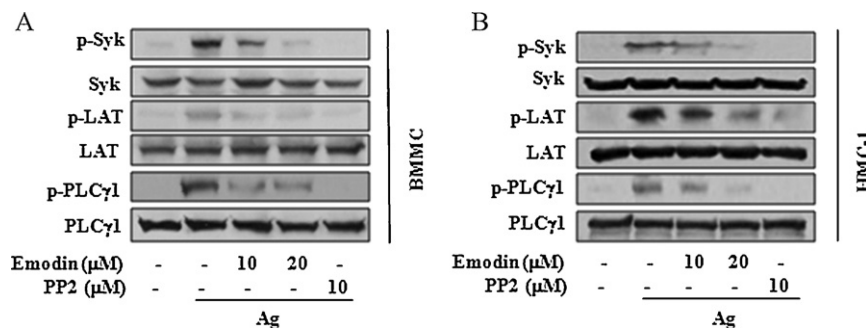 A
p-Syk
Syk
p-LAT
LAT
p-PLCγ1
PLCγ1
BMMC
Emodin (μM) - - 10 20 -
PP2 (μM) - - - - 10
Ag
B
p-Syk
Syk
p-LAT
LAT
p-PLCγ1
PLCγ1
HMC-1
Emodin (μM) - - 10 20 -
PP2 (μM) - - - - 10
Ag